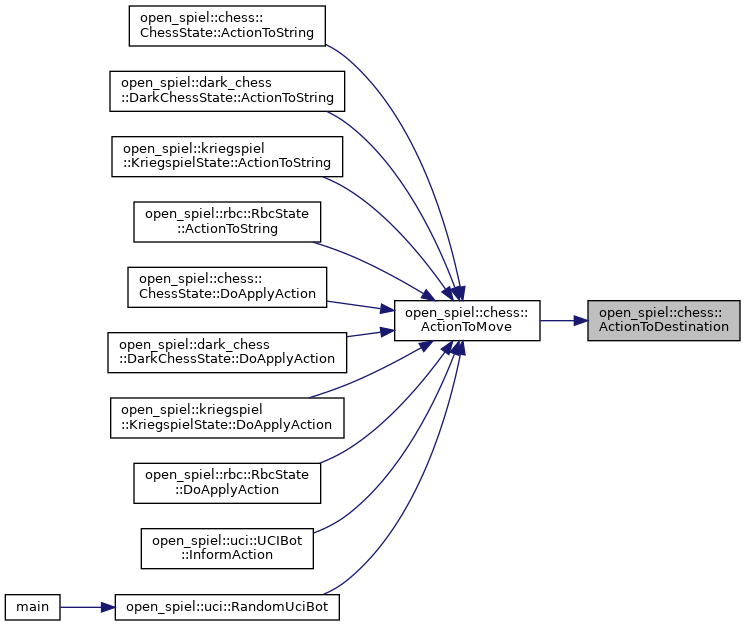 open_spiel::chess::
ChessState::ActionToString
open_spiel::dark_chess
::DarkChessState::ActionToString
open_spiel::kriegspiel
::KriegspielState::ActionToString
open_spiel::rbc::RbcState
::ActionToString
open_spiel::chess::
ChessState::DoApplyAction
open_spiel::chess::
ActionToMove
open_spiel::chess::
ActionToDestination
open_spiel::dark_chess
::DarkChessState::DoApplyAction
open_spiel::kriegspiel
::KriegspielState::DoApplyAction
open_spiel::rbc::RbcState
::DoApplyAction
open_spiel::uci::UCIBot
::InformAction
main
open_spiel::uci::RandomUciBot